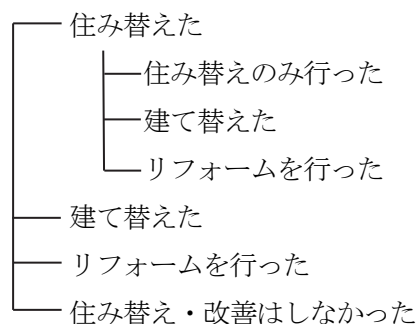 住み替えた
住み替えのみ行った
建て替えた
リフォームを行った
建て替えた
リフォームを行った
住み替え・改善はしなかった